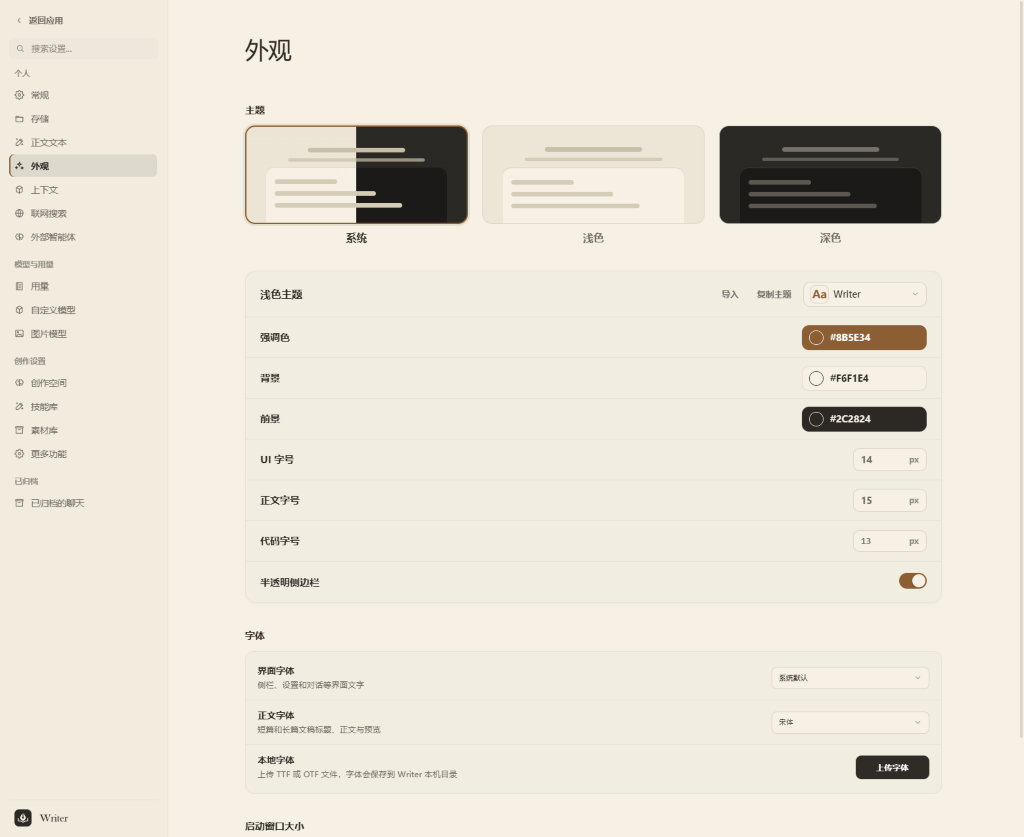 返回应用
搜索设置...
个人
常规
存储
正文文本
外观
上下文
联网搜索
外部智能体
模型与用量
用量
自定义模型
图片模型
创作设置
创作空间
技能库
素材库
更多功能
已归档
已归档的聊天
Writer
外观
主题
系统
浅色
深色
浅色主题
导入
复制主题
Aa Writer
强调色
#8B5E34
背景
#F6F1E4
前景
#2C2824
UI 字号
14 px
正文字号
15 px
代码字号
13 px
半透明侧边栏
字体
界面字体
侧栏、设置和对话等界面文字
系统默认
正文字体
短篇和长篇文稿标题、正文与预览
宋体
本地字体
上传 TTF 或 OTF 文件，字体会保存到 Writer 本机目录
上传字体
启动窗口大小